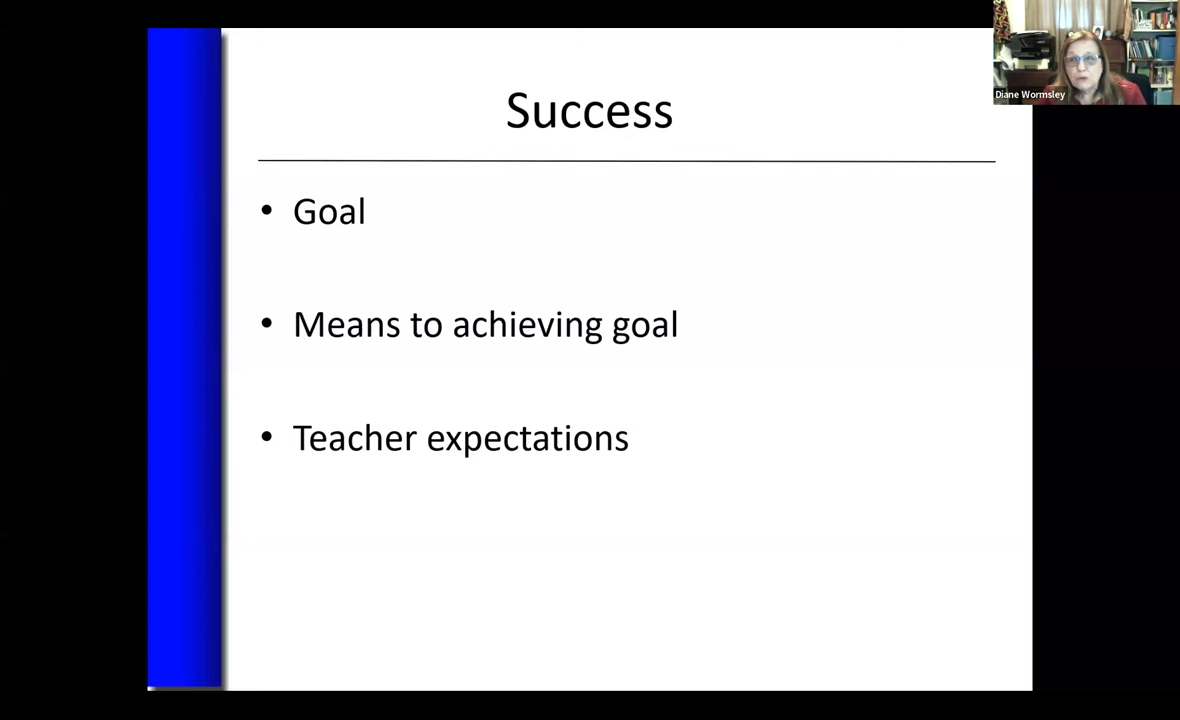 Success
• Goal
• Means to achieving goal
• Teacher expectations
Diane Wormsley